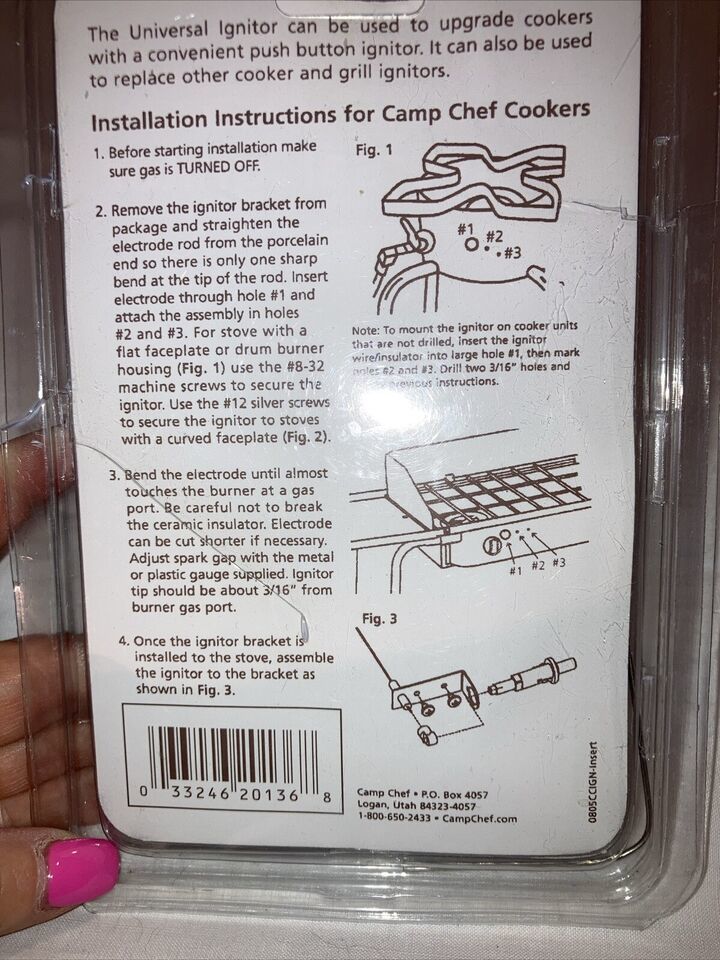 The Universal Ignitor can be used to upgrade cookers
with a convenient push button ignitor. It can also be used
to replace other cooker and grill ignitors.
Installation Instructions for Camp Chef Cookers
1. Before starting installation make
sure gas is TURNED OFF.
2. Remove the ignitor bracket from
package and straighten the
electrode rod from the porcelain
end so there is only one sharp
bend at the tip of the rod. Insert
electrode through hole #1 and
attach the assembly in holes
#2 and #3. For stove with a
flat faceplate or drum burner
housing (Fig. 1) use the #8-32
machine screws to secure the
ignitor. Use the #12 silver screws
to secure the ignitor to stoves
with a curved faceplate (Fig. 2).
3. Bend the electrode until almost
touches the burner at a gas
port. Be careful not to break
the ceramic insulator. Electrode
can be cut shorter if necessary.
Adjust spark gap with the metal
or plastic gauge supplied. Ignitor
tip should be about 3/16" from
burner gas port.
4. Once the ignitor bracket is
installed to the stove, assemble
the ignitor to the bracket as
shown in Fig. 3.
0 33246 20136 8
Fig. 1
#1
#2
#3
Note: To mount the ignitor on cooker units
that are not drilled, insert the ignitor
wire/insulator into large hole #1, then mark
holes #2 and #3. Drill two 3/16" holes and
previous instructions.
#1 #2 #3
Fig. 3
Camp Chef • P.O. Box 4057
Logan, Utah 84323-4057
1-800-650-2433 • CampChef.com
0805CCIGN-Insert